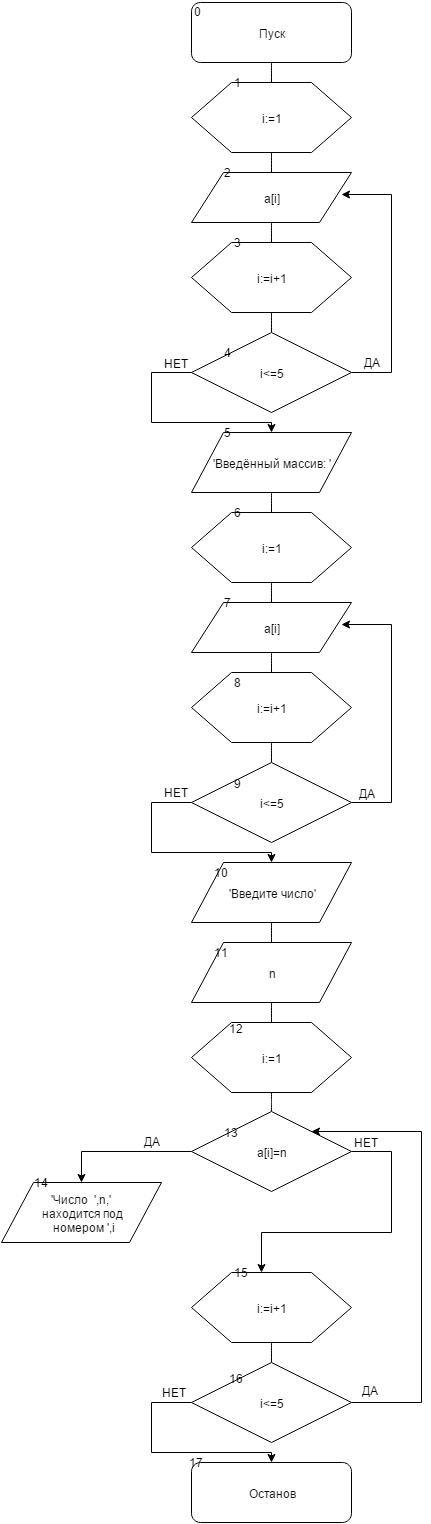 0
Пуск
1
i:=1
2
a[i]
3
i:=i+1
4
i<=5
НЕТ
ДА
5
'Введённый массив: '
6
i:=1
7
a[i]
8
i:=i+1
9
i<=5
НЕТ
ДА
10
'Введите число'
11
n
12
i:=1
13
a[i]=n
ДА
НЕТ
14
'Число ',n,'
находится под
номером ',i
15
i:=i+1
16
i<=5
НЕТ
ДА
17
Останов